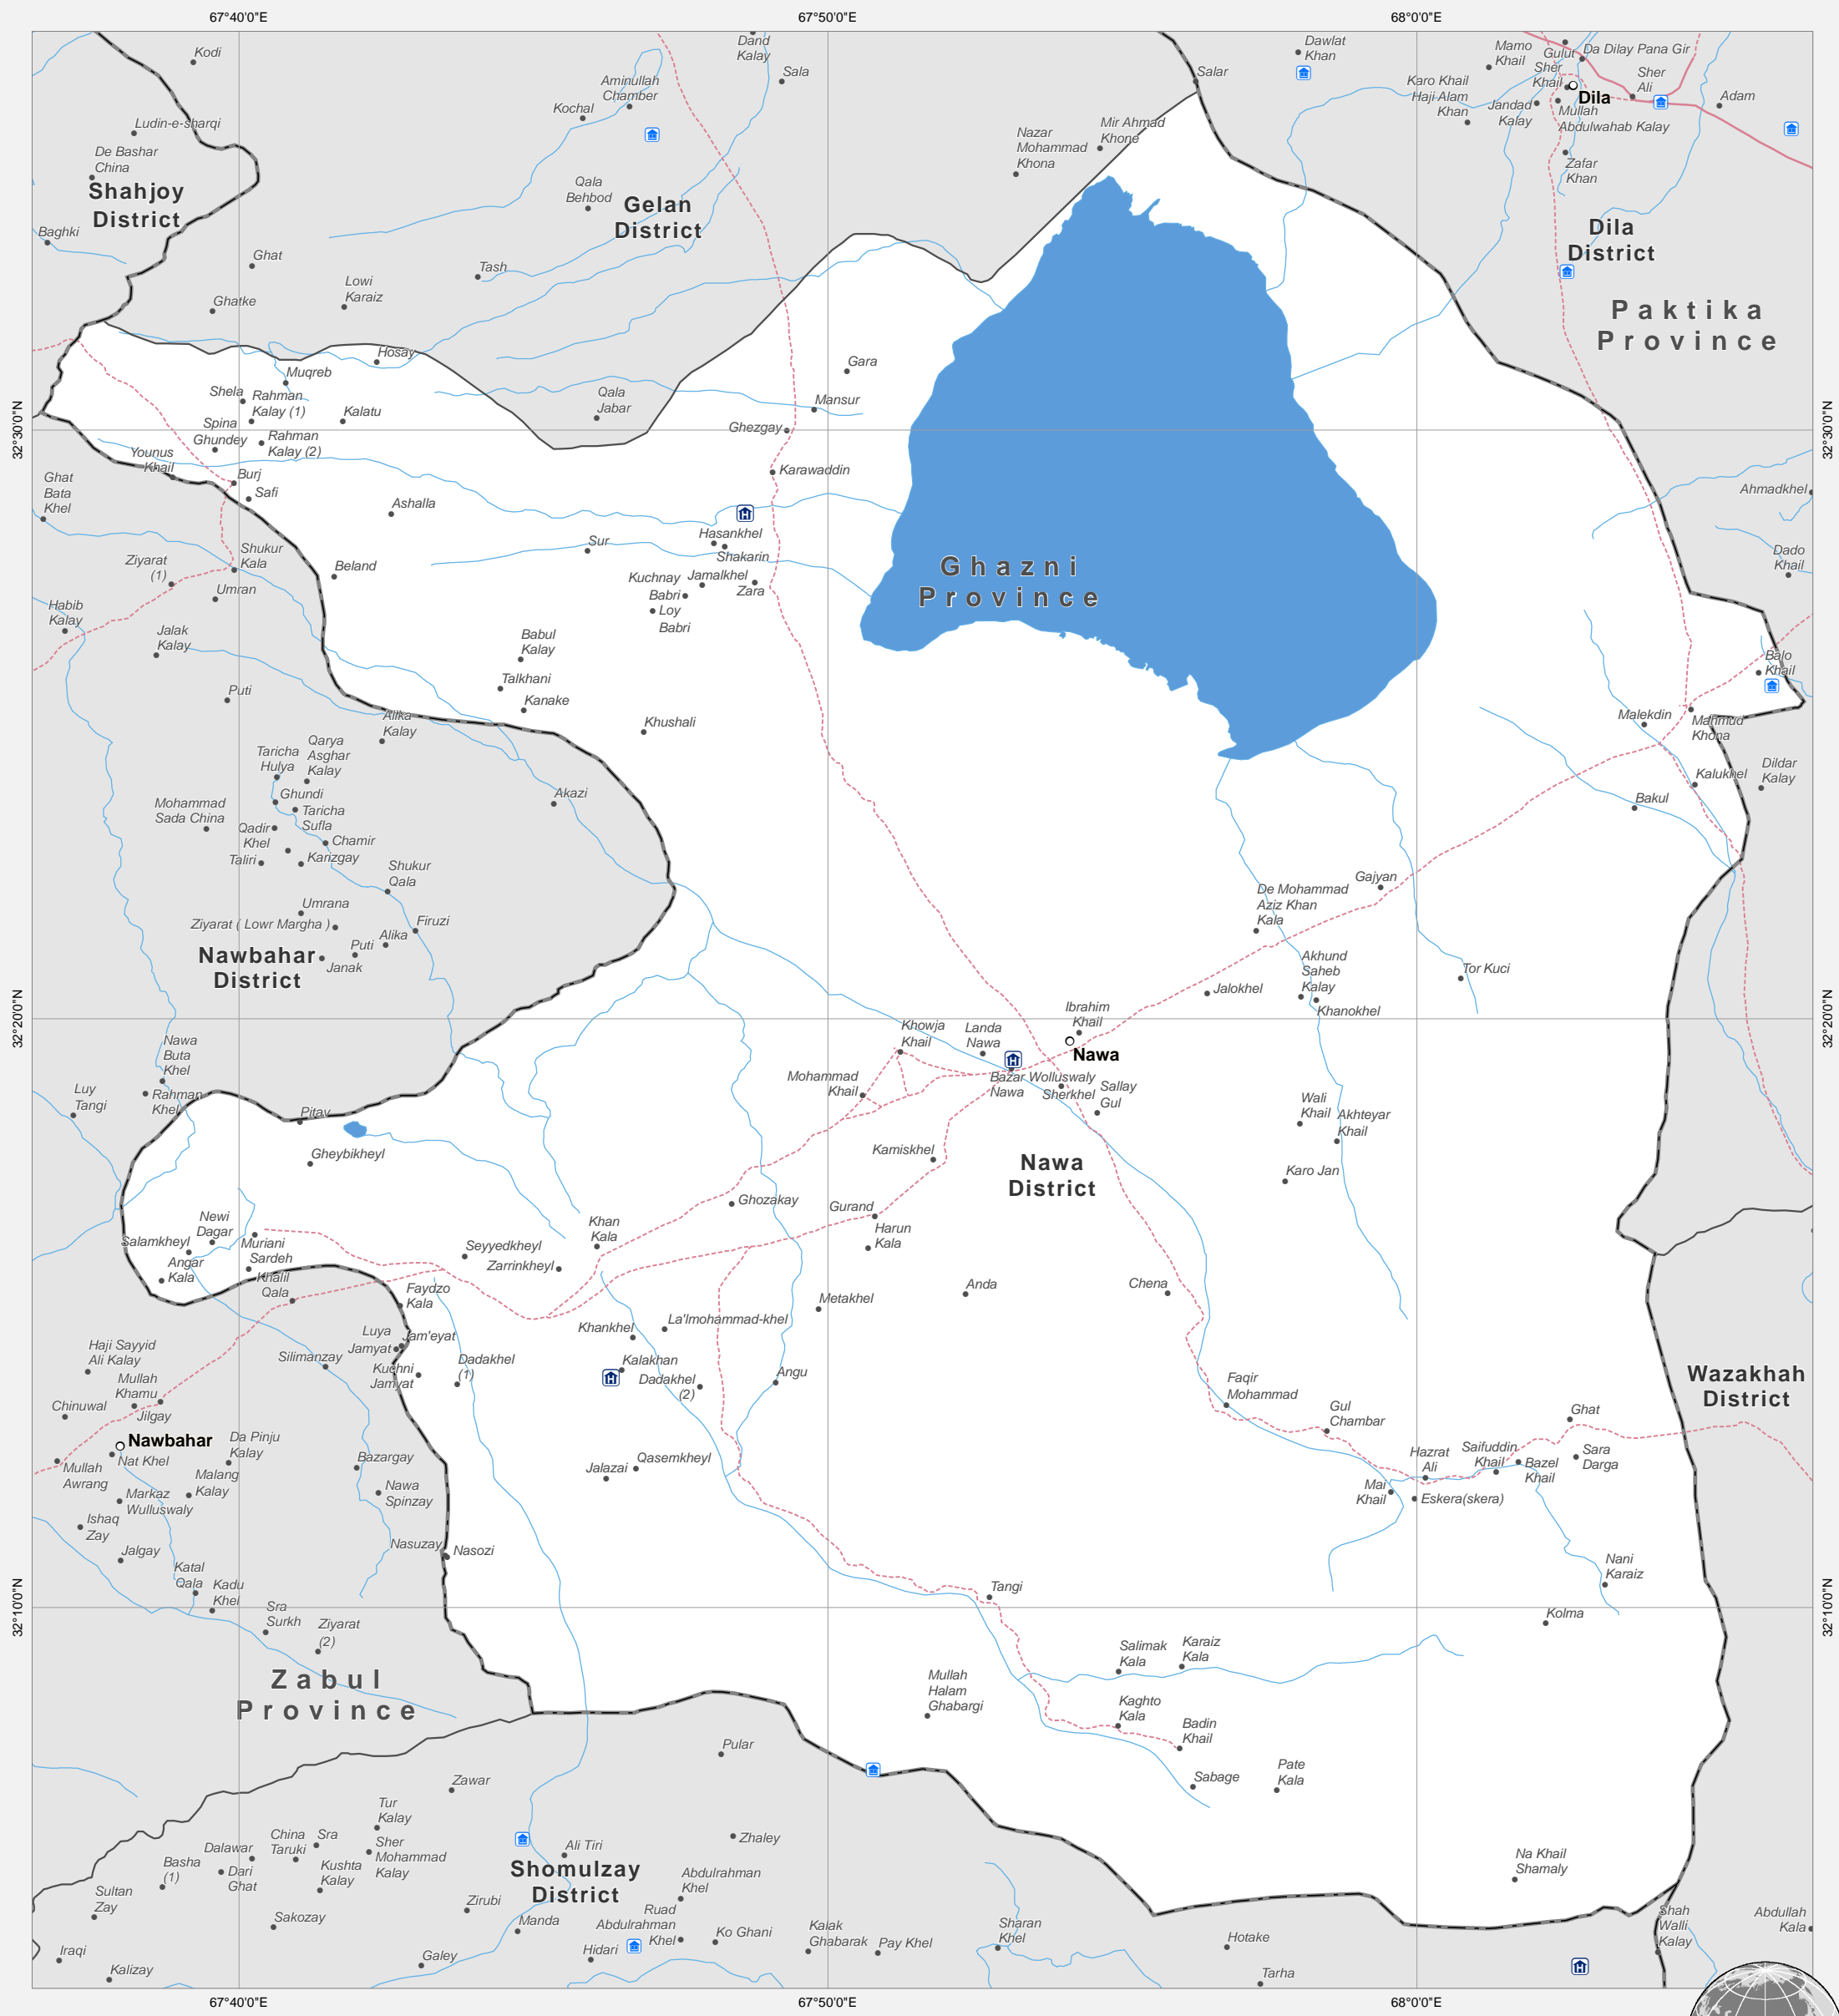 67°40'0"E
67°50'0"E
68°0'0"E
Kodi
Dand
Kalay
Sala
Aminullah
Chamber
Kochal
Salar
Dawlat
Khan
Mamo
Khail
Gulut
Sher
Khail
Da Dilay Pana Gir
Sher
Ali
Karo Khail
Haji Alam
Khan
Jandad
Kalay
Dila
Mullah
Abdulwahab Kalay
Adam
Zafar
Khan
Ludin-e-sharqi
De Bashar
China
Shahjoy
District
Baghki
Qala
Behbod
Gelan
District
Nazar
Mohammad
Khona
Mir Ahmad
Khone
Dila
District
Paktika
Province
Ghat
Ghatke
Lowi
Karaiz
Tash
Hosay
Muqreb
Shela
Rahman
Kalay (1)
Kalatu
Spina
Ghundey
Rahman
Kalay (2)
Qala
Jabar
Gara
Mansur
Ghezgay
Karawaddin
32°30'0"N
32°30'0"N
Younus
Khail
Burj
Safi
Ghat
Bata
Khel
Ashalla
Ahmadkhel
Shukur
Kala
Ziyarat
(1)
Umran
Beland
Sur
Hasankhel
Shakarin
Kuchnay
Babri
Jamalkhel
Zara
Loy
Babri
Ghazni
Province
Dado
Khail
Habib
Kalay
Jalak
Kalay
Puti
Babul
Kalay
Talkhani
Kanake
Khushali
Balo
Khail
Malekdin
Mahmud
Khona
Kalukhel
Dildar
Kalay
Bakul
Alika
Kalay
Taricha
Hulya
Qarya
Asghar
Kalay
Ghundi
Taricha
Sufla
Mohammad
Sada China
Qadir
Khel
Chamir
Taliri
Karizgay
Shukur
Qala
Akazi
Umrana
Ziyarat ( Lowr Margha )
Firuzi
Alika
Puti
Janak
Nawbahar
District
Gajyan
De Mohammad
Aziz Khan
Kala
Akhund
Saheb
Kalay
Khanokhel
Jalokhel
Tor Kuci
32°20'0"N
32°20'0"N
Ibrahim
Khail
Khowja
Khail
Landa
Nawa
Nawa
Bazar
Nawa
Wolluswaly
Sherkhel
Sallay
Gul
Mohammad
Khail
Nawa
Buta
Khel
Rahman
Khel
Luy
Tangi
Pitav
Gheybikheyl
Kamiskhel
Nawa
District
Wali
Khail
Akhteyar
Khail
Karo Jan
Ghozakay
Gurand
Harun
Kala
Newi
Dagar
Salamkheyl
Muriani
Sardeh
Angar
Kala
Khalil
Qala
Khan
Kala
Seyyedkheyl
Zarrinkheyl
Faydzo
Kala
Anda
Chena
Metakhel
La'lmohammad-khel
Khankhel
Kalakhan
Dadakhel
(2)
Angu
Luya
Jamyat
Jam'eyat
Kuchni
Jamyat
Dadakhel
(1)
Silimanzay
Haji Sayyid
Ali Kalay
Mullah
Khamu
Jilgay
Chinuwal
Nawbahar
Nat Khel
Da Pinju
Kalay
Mullah
Awrang
Markaz
Wulluswaly
Malang
Kalay
Bazargay
Nawa
Spinzay
Ishaq
Zay
Jalgay
Nasuzay
Nasozi
Katal
Qala
Kadu
Khel
Jalazai
Qasemkheyl
Faqir
Mohammad
Gul
Chambar
Ghat
Hazrat
Ali
Saifuddin
Khail
Bazel
Khail
Sara
Darga
Mai
Khail
Eskera(skera)
Wazakhah
District
Nani
Karaiz
Kolma
32°10'0"N
32°10'0"N
Tangi
Sra
Surkh
Ziyarat
(2)
Zabul
Province
Salimak
Kala
Karaiz
Kala
Mullah
Halam
Ghabargi
Kaghto
Kala
Badin
Khail
Sabage
Pate
Kala
Pular
Zawar
Tur
Kalay
Sher
Mohammad
Kalay
China
Taruki
Sra
Dalawar
Dari
Ghat
Kushta
Kalay
Basha
(1)
Sultan
Zay
Sakozay
Iraqi
Kalizay
Galey
Zirubi
Manda
Ali Tiri
Shomulzay
District
Zhaley
Abdulrahman
Khel
Ruad
Abdulrahman
Khel
Hidari
Ko Ghani
Kalak
Ghabarak
Pay Khel
Sharan
Khel
Hotake
Tarha
Na Khail
Shamaly
Shah
Walli
Kalay
Abdullah
Kala
67°40'0"E
67°50'0"E
68°0'0"E